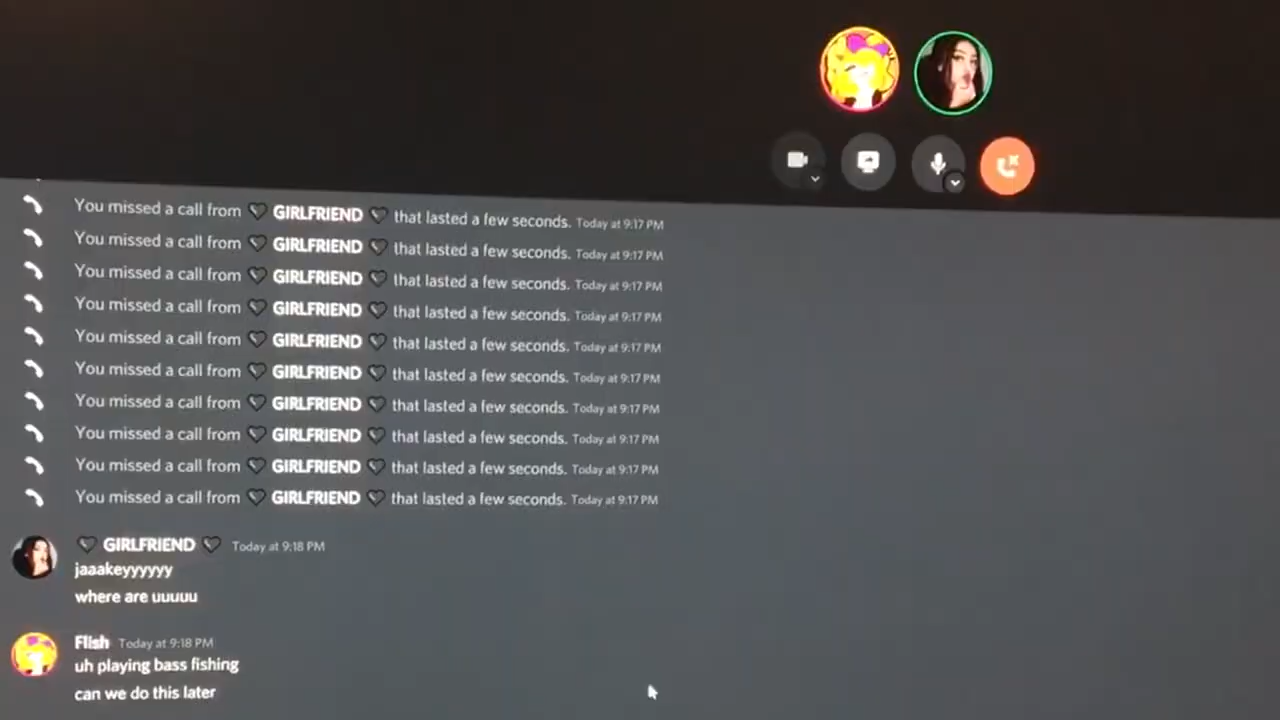 You missed a call from 🖤 GIRLFRIEND 🖤 that lasted a few seconds. Today at 9:17 PM
You missed a call from 🖤 GIRLFRIEND 🖤 that lasted a few seconds. Today at 9:17 PM
You missed a call from 🖤 GIRLFRIEND 🖤 that lasted a few seconds. Today at 9:17 PM
You missed a call from 🖤 GIRLFRIEND 🖤 that lasted a few seconds. Today at 9:17 PM
You missed a call from 🖤 GIRLFRIEND 🖤 that lasted a few seconds. Today at 9:17 PM
You missed a call from 🖤 GIRLFRIEND 🖤 that lasted a few seconds. Today at 9:17 PM
You missed a call from 🖤 GIRLFRIEND 🖤 that lasted a few seconds. Today at 9:17 PM
You missed a call from 🖤 GIRLFRIEND 🖤 that lasted a few seconds. Today at 9:17 PM
You missed a call from 🖤 GIRLFRIEND 🖤 that lasted a few seconds. Today at 9:17 PM
You missed a call from 🖤 GIRLFRIEND 🖤 that lasted a few seconds. Today at 9:17 PM
🖤 GIRLFRIEND 🖤 Today at 9:18 PM
jaaakeyyyyyy
where are uuuuu
Flish Today at 9:18 PM
uh playing bass fishing
can we do this later